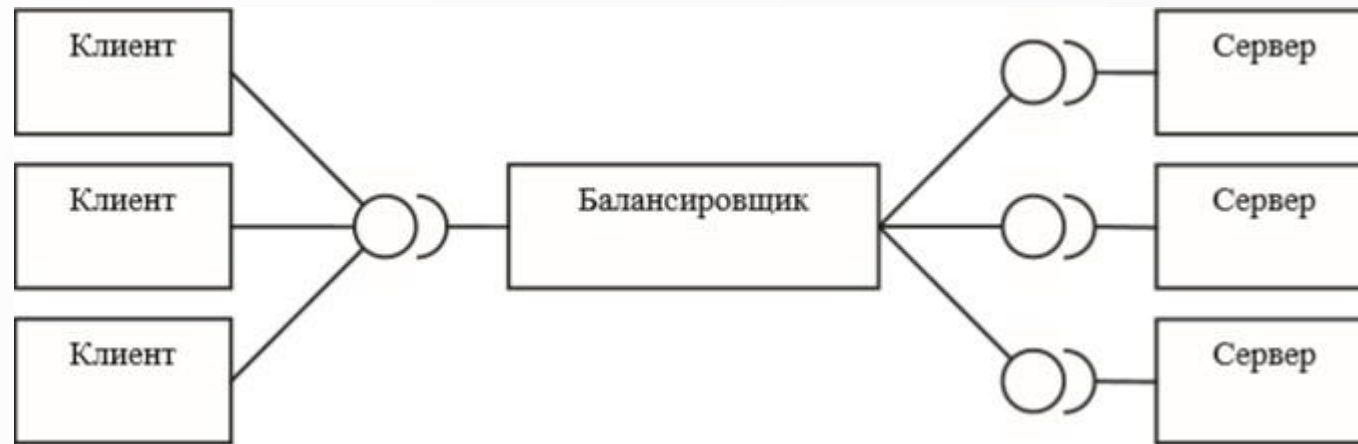 Клиент
Сервер
Клиент
Балансировщик
Сервер
Клиент
Сервер